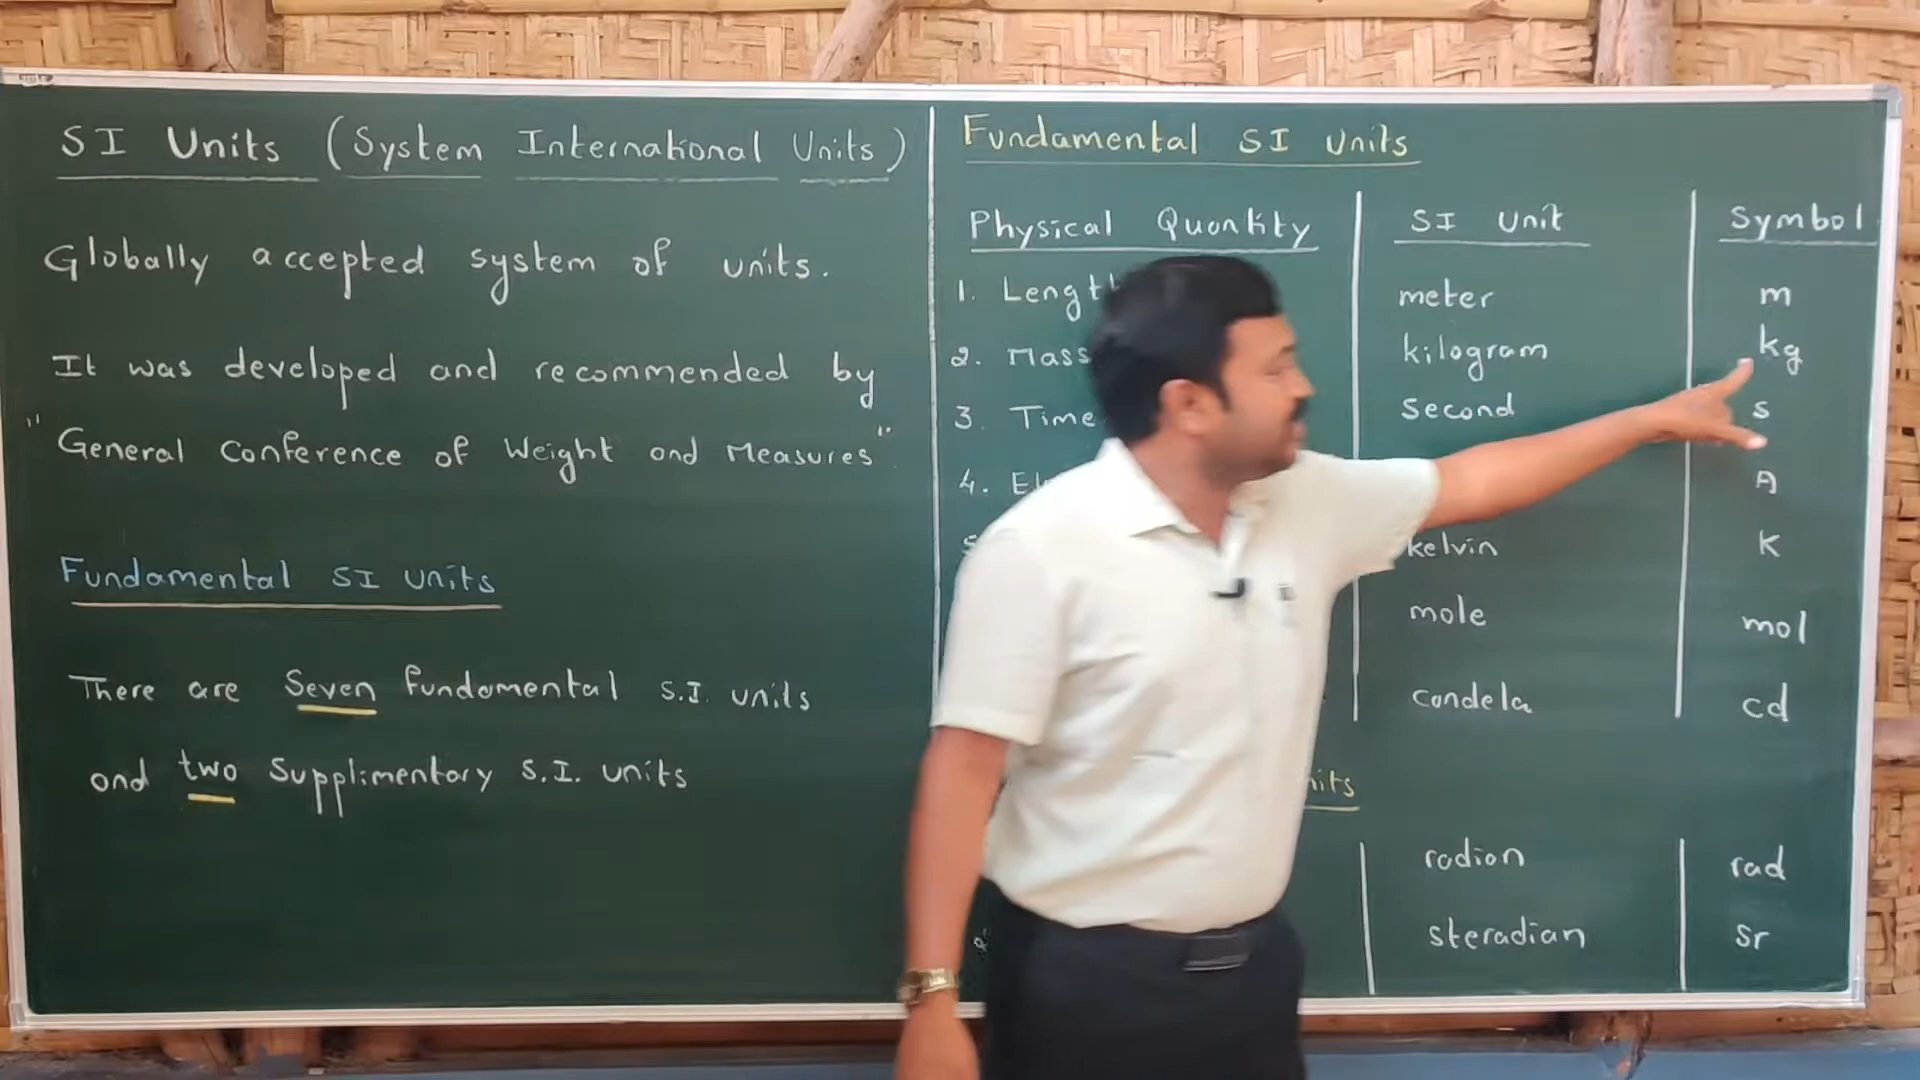 SI Units (System International Units)
Globally accepted system of units.
It was developed and recommended by
"General Conference of Weight and Measures"
Fundamental SI units
There are Seven fundamental S.I. units
and two Supplimentary S.I. units
Fundamental SI units
Physical Quantity SI Unit Symbol
1. Lengt meter m
2. Mass kilogram kg
3. Time second s
4. A
kelvin K
mole mol
candela cd
radian rad
steradian sr